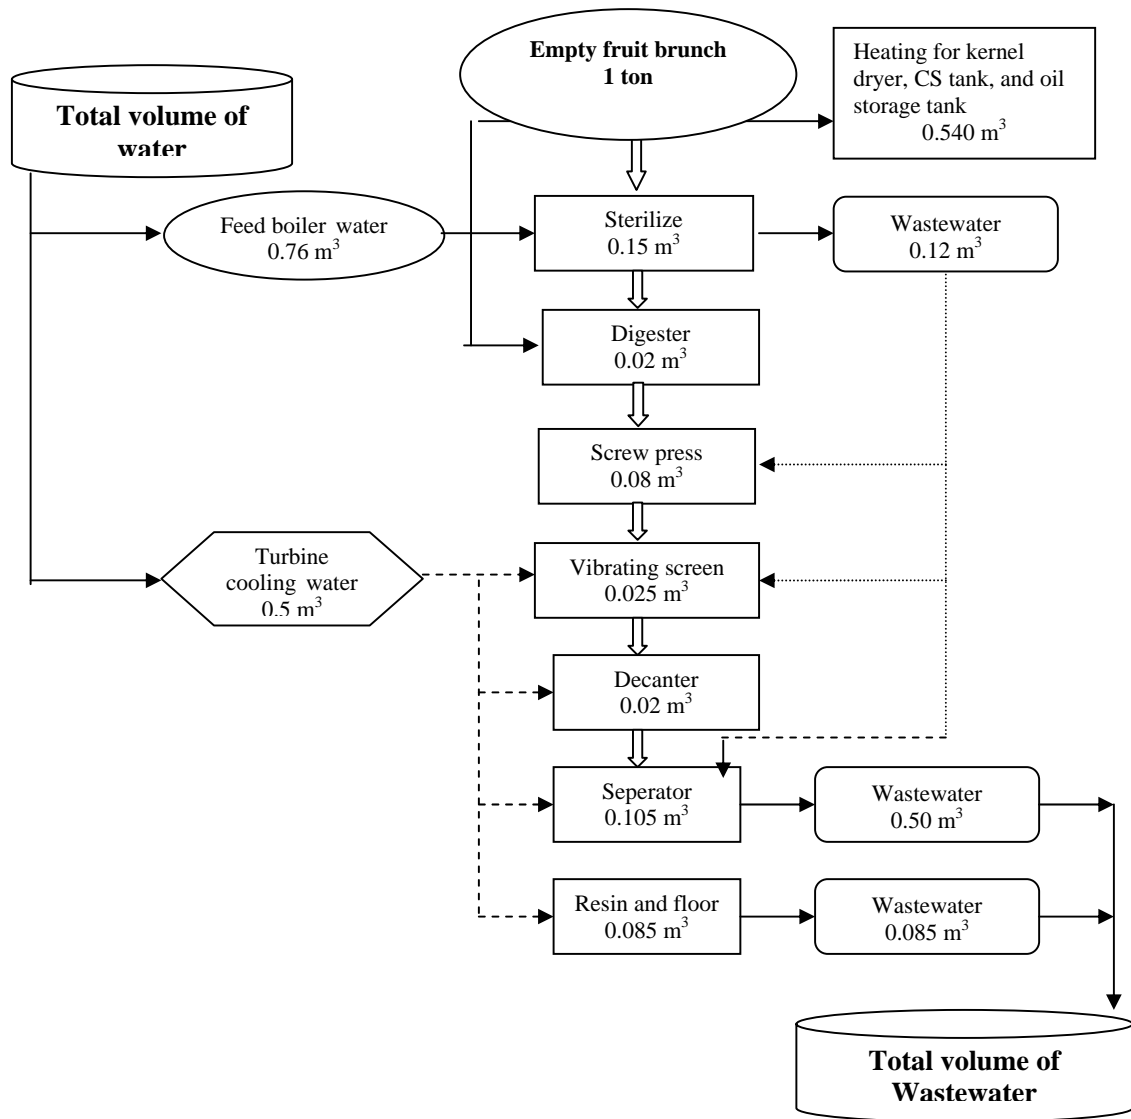 Empty fruit brunch
1 ton
Heating for kernel
dryer, CS tank, and oil
storage tank
0.540 m³
Total volume of
water
Feed boiler water
0.76 m³
Sterilize
0.15 m³
Wastewater
0.12 m³
Digester
0.02 m³
Screw press
0.08 m³
Turbine
cooling water
0.5 m³
Vibrating screen
0.025 m³
Decanter
0.02 m³
Seperator
0.105 m³
Wastewater
0.50 m³
Resin and floor
0.085 m³
Wastewater
0.085 m³
Total volume of
Wastewater